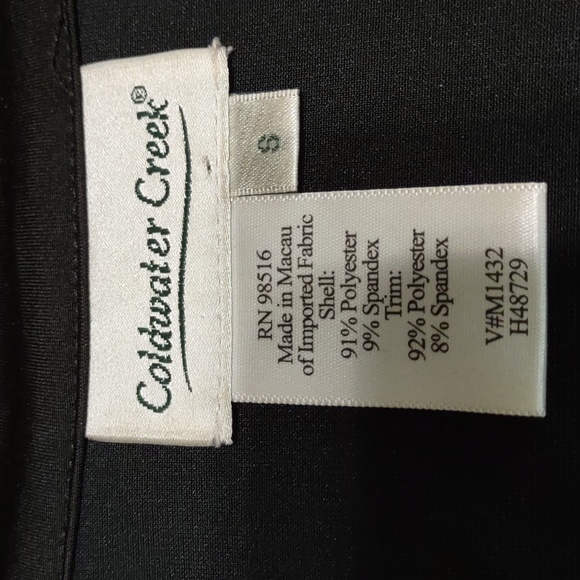 Coldwater Creek®
S
RN 98516
Made in Macau
of Imported Fabric
Shell:
91% Polyester
9% Spandex
Trim:
92% Polyester
8% Spandex
V#M1432
H48729